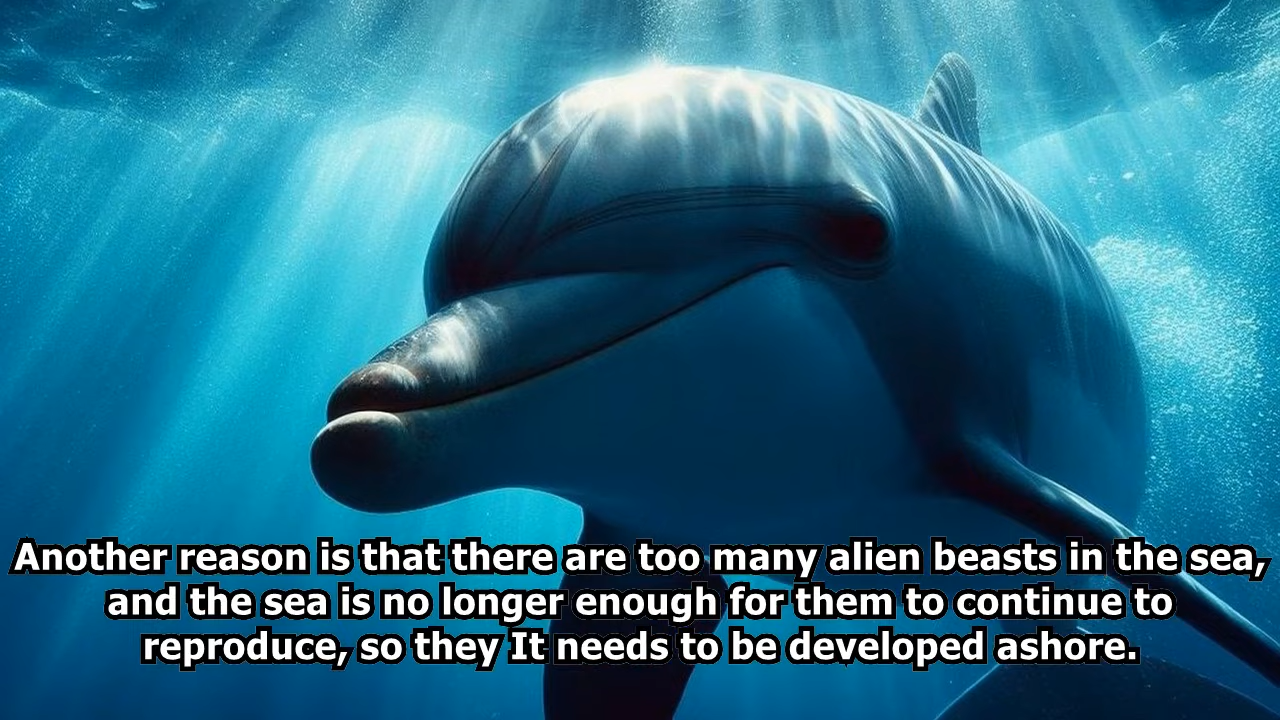 Another reason is that there are too many alien beasts in the sea,
and the sea is no longer enough for them to continue to
reproduce, so they It needs to be developed ashore.